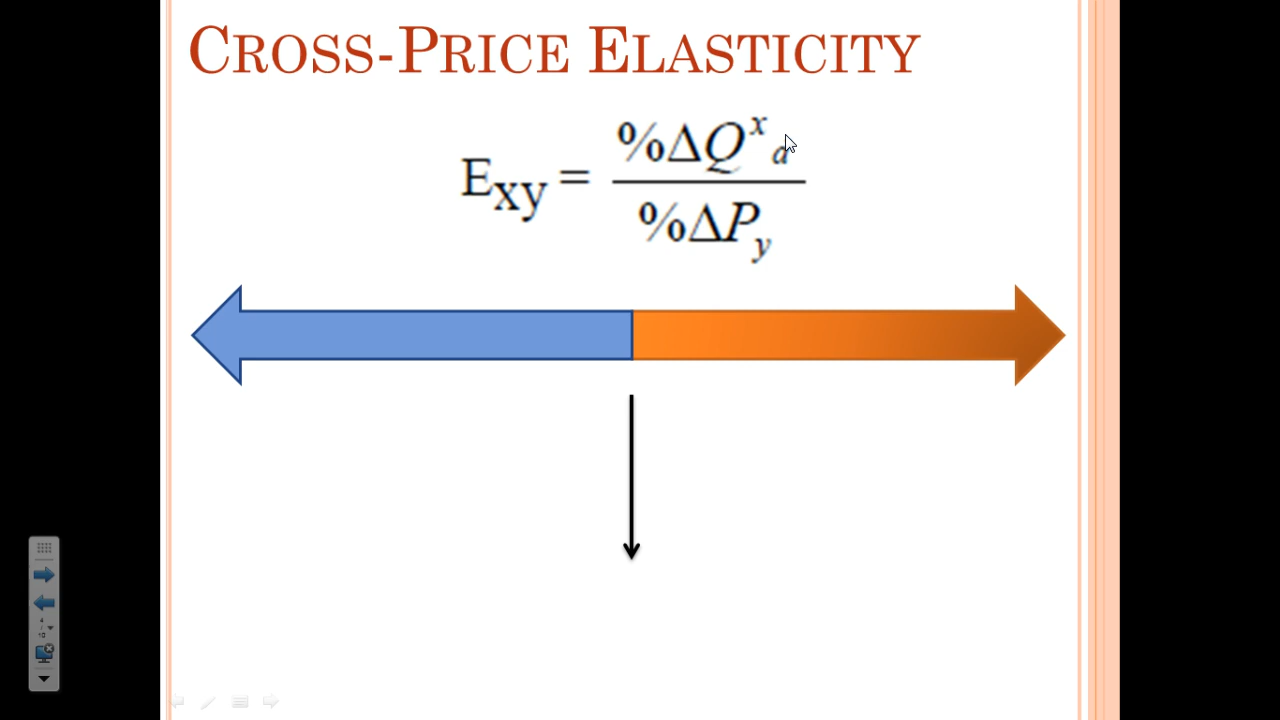 CROSS-PRICE ELASTICITY
Exy = %ΔQ^x_d / %ΔP_y